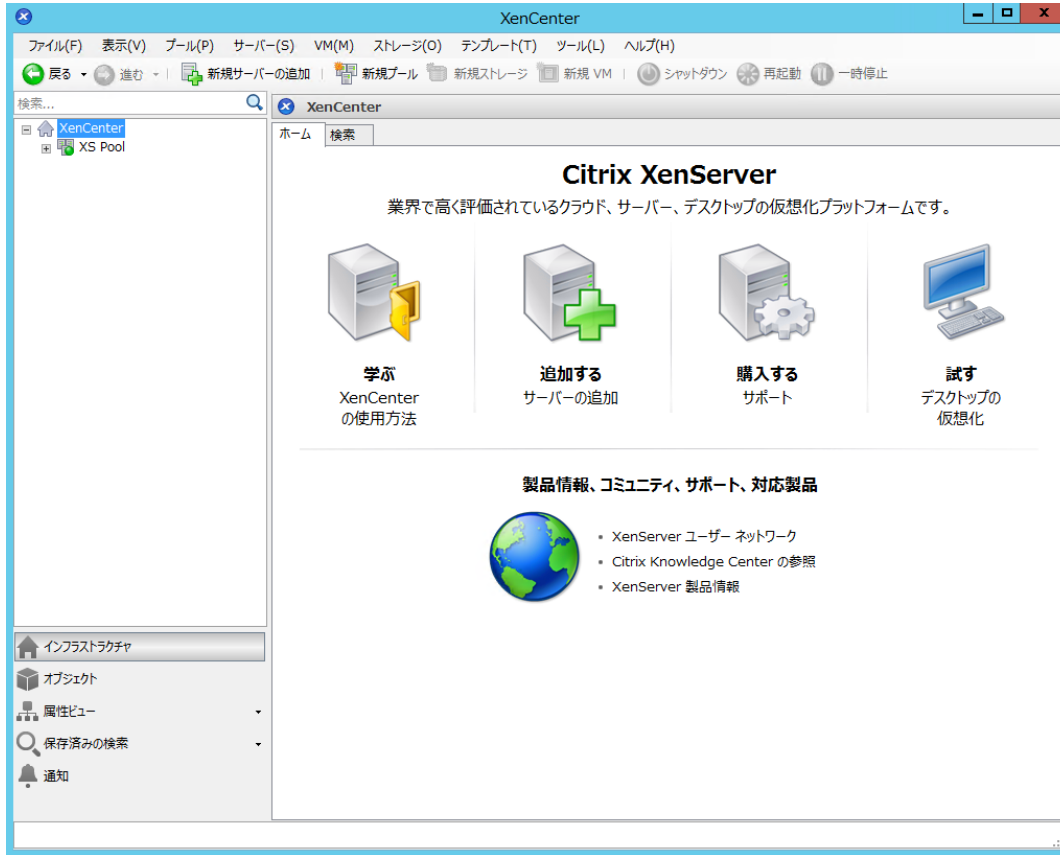 XenCenter
ファイル(F) 表示(V) プール(P) サーバー(S) VM(M) ストレージ(O) テンプレート(T) ツール(L) ヘルプ(H)
戻る 進む 新規サーバーの追加 新規プール 新規ストレージ 新規 VM シャットダウン 再起動 一時停止
検索...
XenCenter
XS Pool
インフラストラクチャ
オブジェクト
属性ビュー
保存済みの検索
通知
XenCenter
ホーム 検索
Citrix XenServer
業界で高く評価されているクラウド、サーバー、デスクトップの仮想化プラットフォームです。
学ぶ
XenCenter
の使用方法
追加する
サーバーの追加
購入する
サポート
試す
デスクトップの
仮想化
製品情報、コミュニティ、サポート、対応製品
• XenServer ユーザー ネットワーク
• Citrix Knowledge Center の参照
• XenServer 製品情報